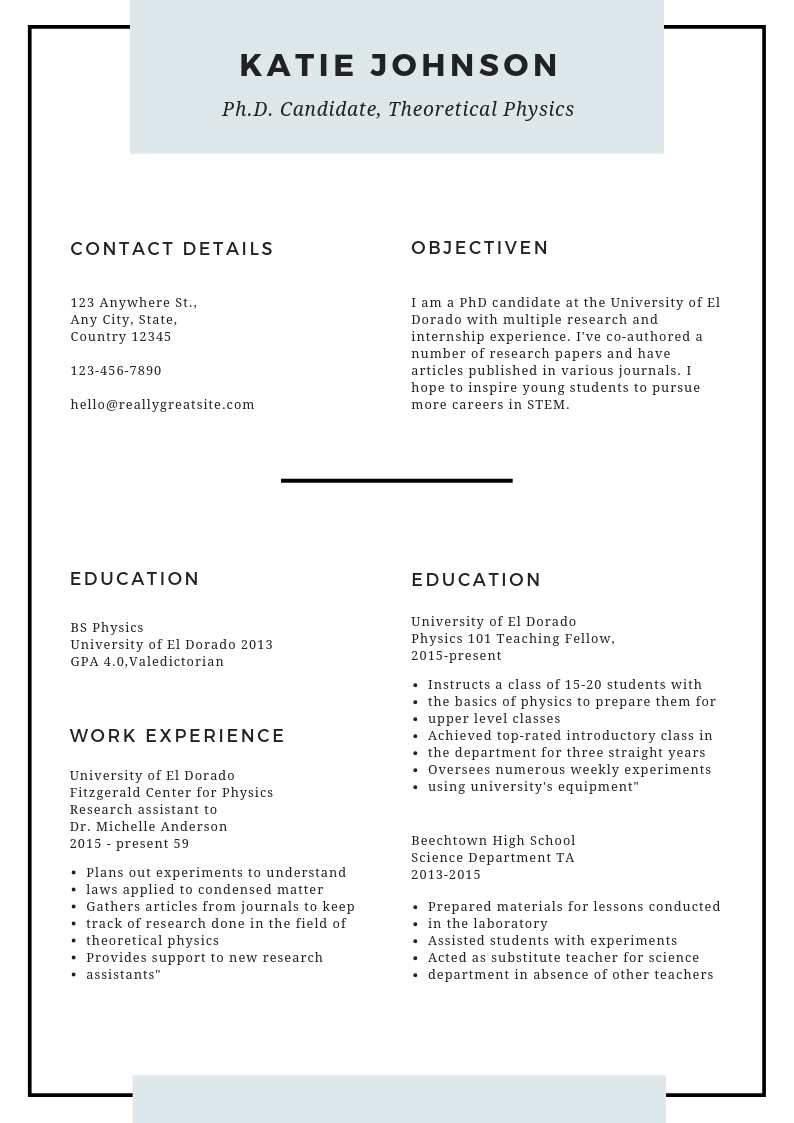 KATIE JOHNSON
Ph.D. Candidate, Theoretical Physics
CONTACT DETAILS
123 Anywhere St.,
Any City, State,
Country 12345
123-456-7890
hello@reallygreatsite.com
OBJECTIVEN
I am a PhD candidate at the University of El
Dorado with multiple research and
internship experience. I've co-authored a
number of research papers and have
articles published in various journals. I
hope to inspire young students to pursue
more careers in STEM.
EDUCATION
BS Physics
University of El Dorado 2013
GPA 4.0,Valedictorian
WORK EXPERIENCE
University of El Dorado
Fitzgerald Center for Physics
Research assistant to
Dr. Michelle Anderson
2015 - present 59
• Plans out experiments to understand
• laws applied to condensed matter
• Gathers articles from journals to keep
• track of research done in the field of
• theoretical physics
• Provides support to new research
• assistants"
EDUCATION
University of El Dorado
Physics 101 Teaching Fellow,
2015-present
• Instructs a class of 15-20 students with
• the basics of physics to prepare them for
• upper level classes
• Achieved top-rated introductory class in
• the department for three straight years
• Oversees numerous weekly experiments
• using university's equipment"
Beechtown High School
Science Department TA
2013-2015
• Prepared materials for lessons conducted
• in the laboratory
• Assisted students with experiments
• Acted as substitute teacher for science
• department in absence of other teachers